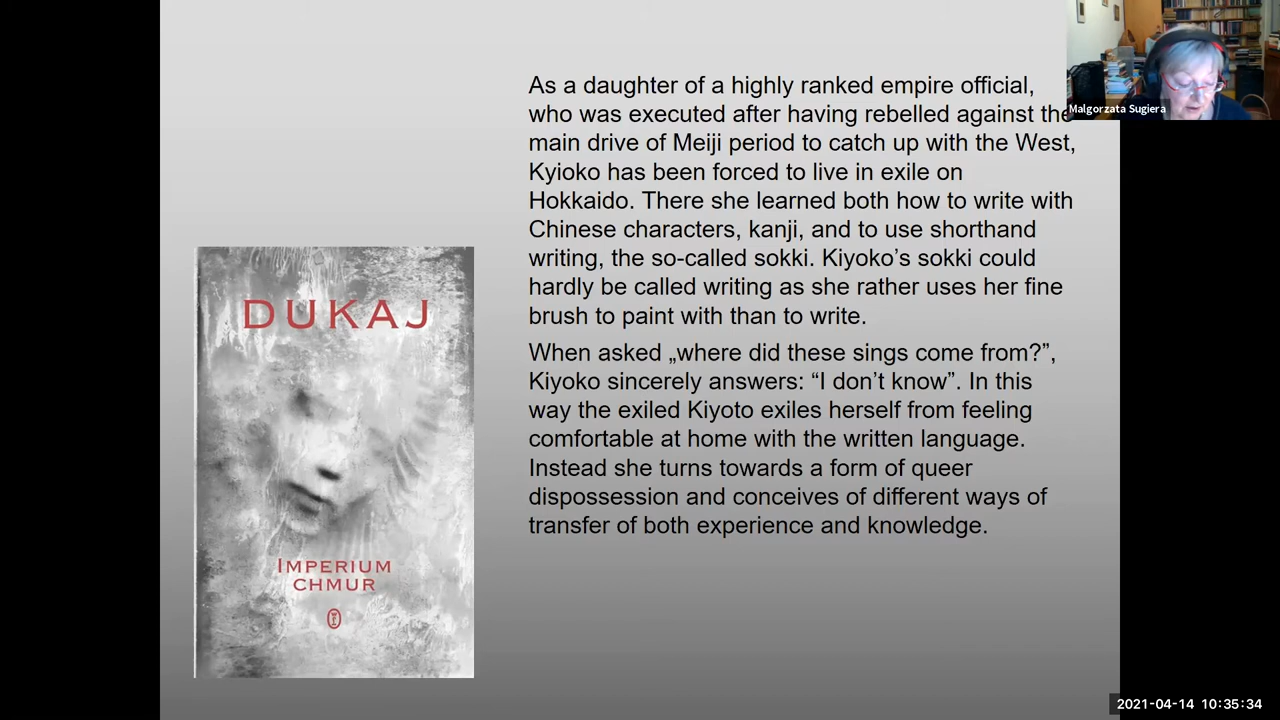 As a daughter of a highly ranked empire official,
who was executed after having rebelled against the
main drive of Meiji period to catch up with the West,
Kyioko has been forced to live in exile on
Hokkaido. There she learned both how to write with
Chinese characters, kanji, and to use shorthand
writing, the so-called sokki. Kiyoko’s sokki could
hardly be called writing as she rather uses her fine
brush to paint with than to write.
When asked „where did these sings come from?”,
Kiyoko sincerely answers: “I don’t know”. In this
way the exiled Kiyoto exiles herself from feeling
comfortable at home with the written language.
Instead she turns towards a form of queer
dispossession and conceives of different ways of
transfer of both experience and knowledge.
DUKAJ
IMPERIUM
CHMUR
Malgorzata Sugiera
2021-04-14 10:35:34